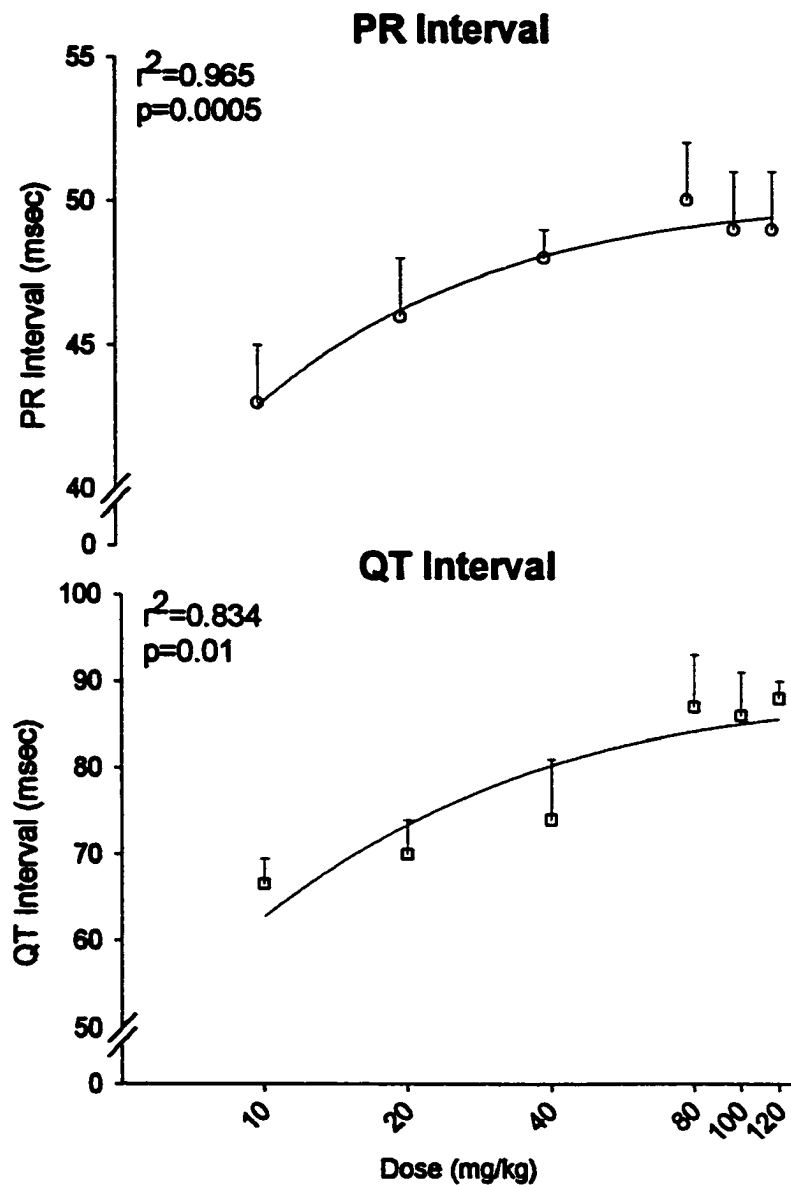 PR Interval
r²=0.965
p=0.0005
PR Interval (msec)
55
50
45
40
0
QT Interval
r²=0.834
p=0.01
QT Interval (msec)
100
90
80
70
60
50
0
10 20 40 80 100 120
Dose (mg/kg)